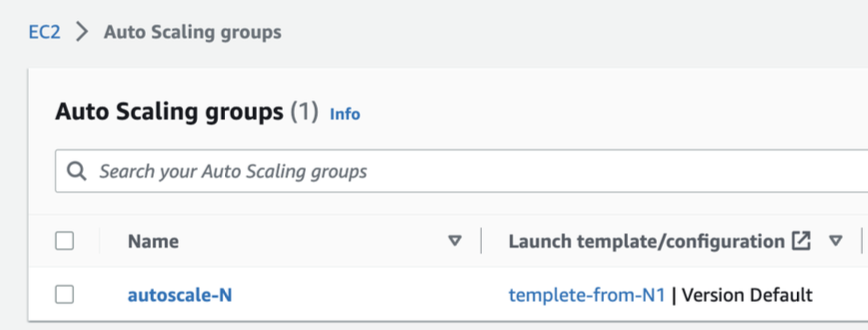 EC2 > Auto Scaling groups
Auto Scaling groups (1) Info
Search your Auto Scaling groups
Name Launch template/configuration
autoscale-N templete-from-N1 | Version Default